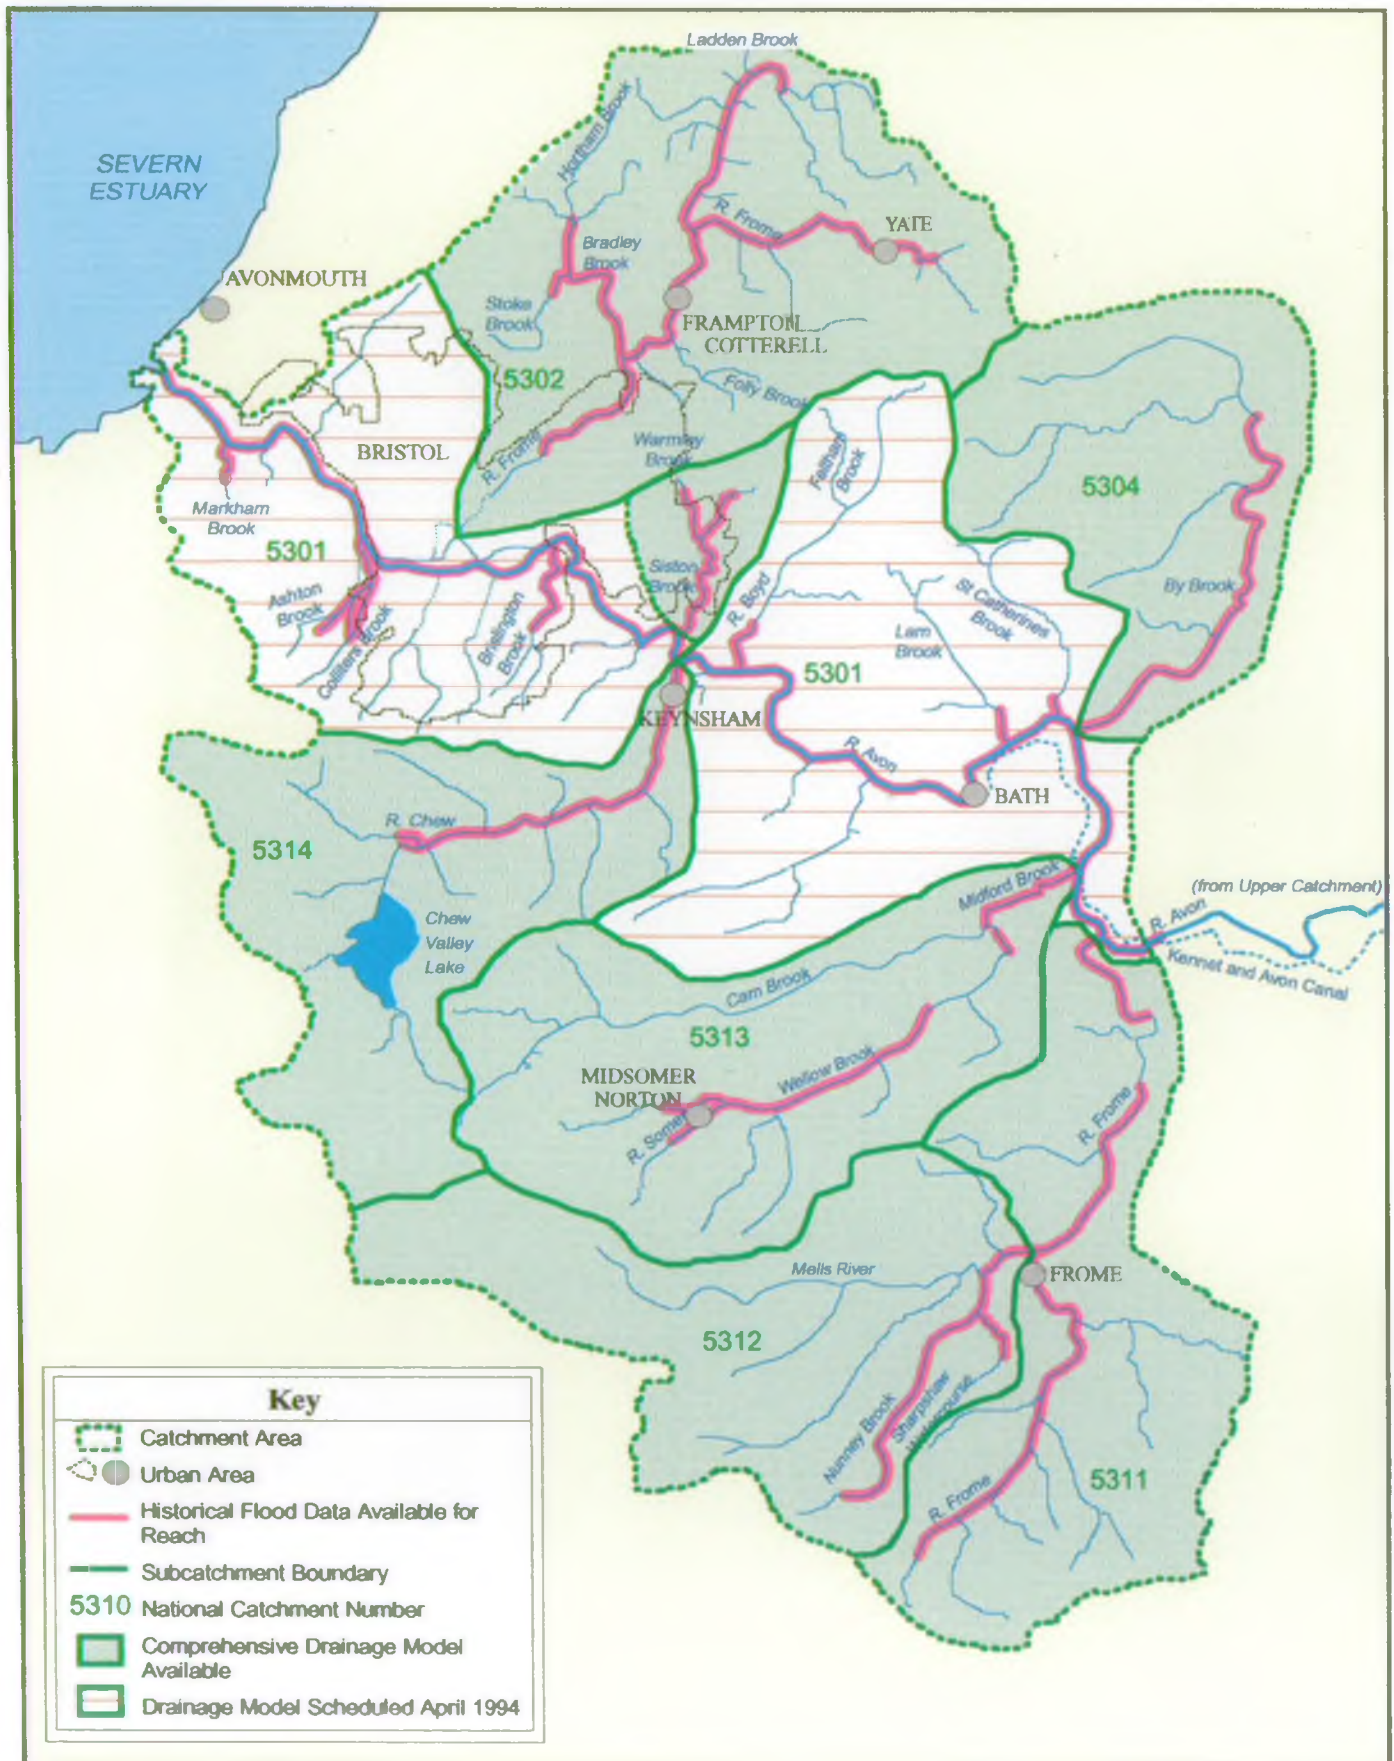 Ladden Brook
Hortham Brook
SEVERN
ESTUARY
AVONMOUTH
Bradley
Brook
R. Frome
YATE
Stoke
Brook
FRAMPTON
COTTERELL
5302
Folly Brook
BRISTOL
R. Frome
Warmley
Brook
Brook
5304
Markham
Brook
5301
Siston
Brook
R. Boyd
By Brook
Ashton
Brook
Colliters Brook
Brislington
Brook
St Catherines
Brook
Lam
Brook
5301
KEYNSHAM
R. Avon
BATH
R. Chew
5314
Midford Brook
(from Upper Catchment)
R. Avon
Kennet and Avon Canal
Chew
Valley
Lake
Cam Brook
5313
MIDSOMER
NORTON
Wellow Brook
R. Somer
R. Frome
Mells River
FROME
5312
Nunney Brook
Sharpshaw
Watercourse
R. Frome
5311
Key
Catchment Area
Urban Area
Historical Flood Data Available for
Reach
Subcatchment Boundary
5310 National Catchment Number
Comprehensive Drainage Model
Available
Drainage Model Scheduled April 1994